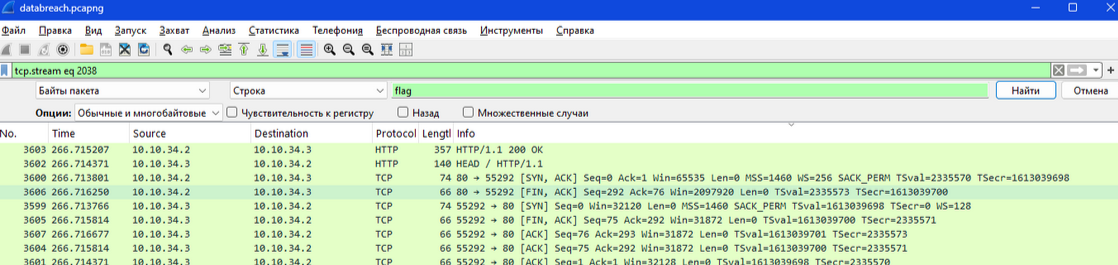 databreach.pcapng
Файл Правка Вид Запуск Захват Анализ Статистика Телефония Беспроводная связь Инструменты Справка
tcp.stream eq 2038
Байты пакета Строка flag Найти Отмена
Опции: Обычные и многобайтовые Чувствительность к регистру Назад Множественные случаи
No. Time Source Destination Protocol Lengtl Info
3603 266.715207 10.10.34.2 10.10.34.3 HTTP 357 HTTP/1.1 200 OK
3602 266.714371 10.10.34.3 10.10.34.2 HTTP 140 HEAD / HTTP/1.1
3600 266.713801 10.10.34.2 10.10.34.3 TCP 74 80 → 55292 [SYN, ACK] Seq=0 Ack=1 Win=65535 Len=0 MSS=1460 WS=256 SACK_PERM TSval=2335570 TSecr=1613039698
3606 266.716250 10.10.34.2 10.10.34.3 TCP 66 80 → 55292 [FIN, ACK] Seq=292 Ack=76 Win=2097920 Len=0 TSval=2335573 TSecr=1613039700
3599 266.713766 10.10.34.3 10.10.34.2 TCP 74 55292 → 80 [SYN] Seq=0 Win=32120 Len=0 MSS=1460 SACK_PERM TSval=1613039698 TSecr=0 WS=128
3605 266.715814 10.10.34.3 10.10.34.2 TCP 66 55292 → 80 [FIN, ACK] Seq=75 Ack=292 Win=31872 Len=0 TSval=1613039700 TSecr=2335571
3607 266.716677 10.10.34.3 10.10.34.2 TCP 66 55292 → 80 [ACK] Seq=76 Ack=293 Win=31872 Len=0 TSval=1613039701 TSecr=2335573
3604 266.715814 10.10.34.3 10.10.34.2 TCP 66 55292 → 80 [ACK] Seq=75 Ack=292 Win=31872 Len=0 TSval=1613039700 TSecr=2335571
3601 266.714371 10.10.34.3 10.10.34.2 TCP 66 55292 → 80 [ACK] Seq=1 Ack=1 Win=32128 Len=0 TSval=1613039698 TSecr=2335570